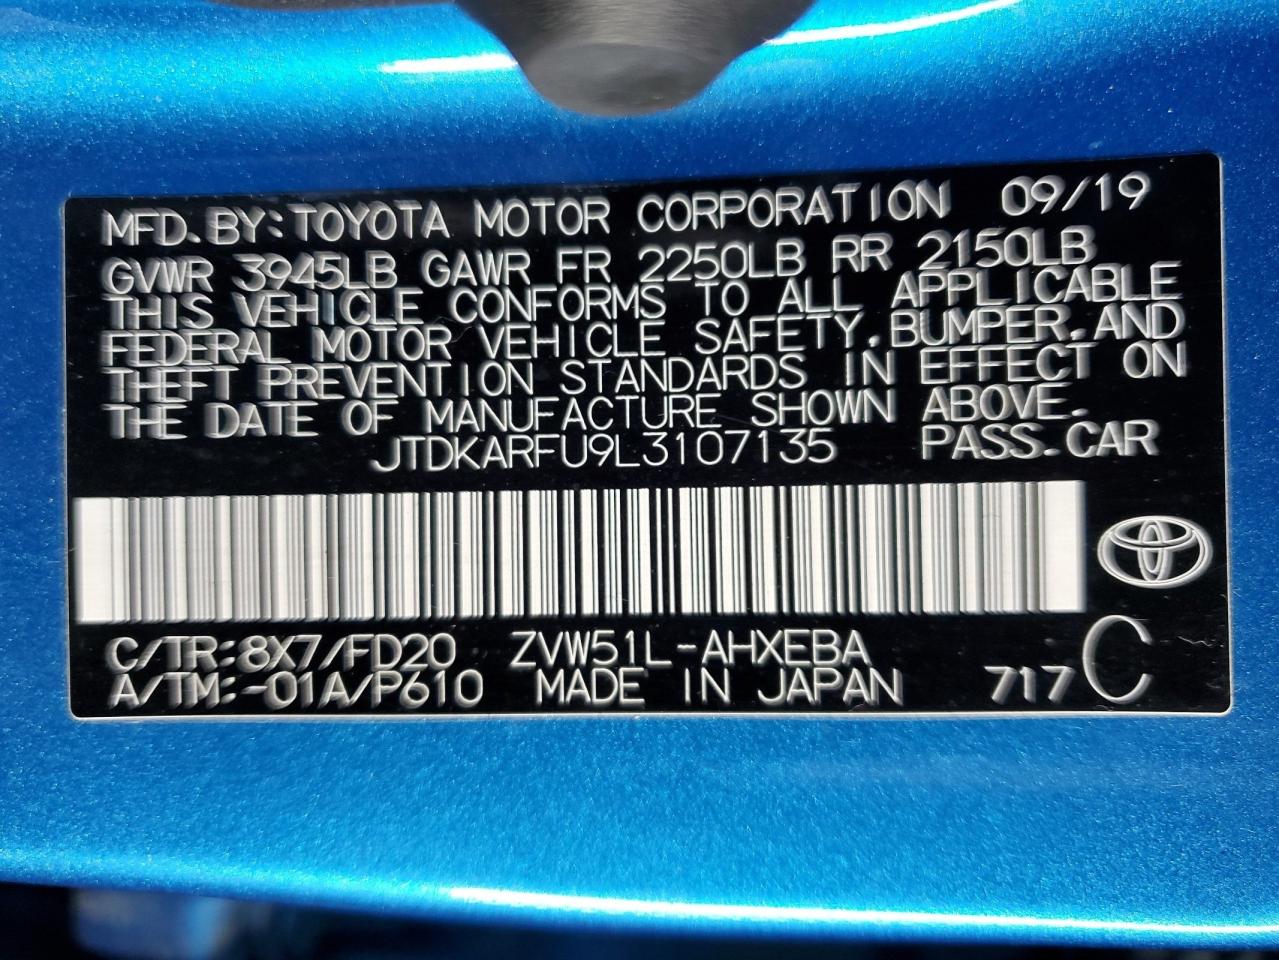 MFD. BY: TOYOTA MOTOR CORPORATION 09/19
GVWR 3945LB GAWR FR 2250LB RR 2150LB
THIS VEHICLE CONFORMS TO ALL APPLICABLE
FEDERAL MOTOR VEHICLE SAFETY, BUMPER, AND
THEFT PREVENTION STANDARDS IN EFFECT ON
THE DATE OF MANUFACTURE SHOWN ABOVE.
JTDKARFU9L3107135 PASS. CAR
C/TR: 8X7/FD20 ZVW51L-AHXEBA
A/TM: -01A/P610 MADE IN JAPAN 717 C